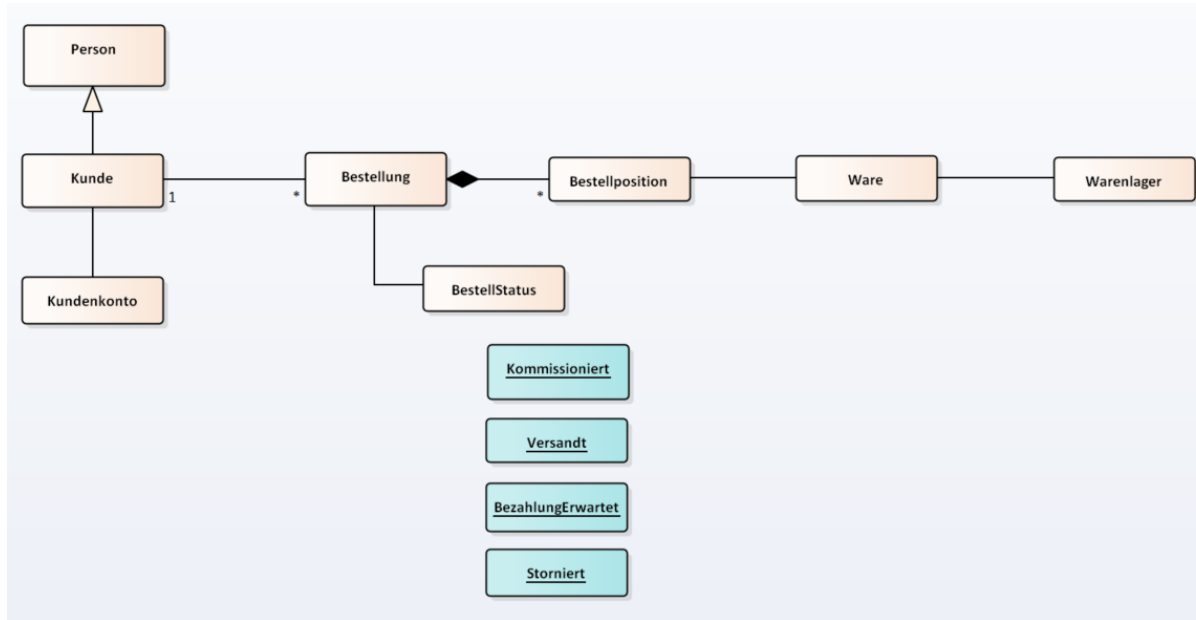 Person
Kunde
1
*
Bestellung
*
Bestellposition
Ware
Warenlager
Kundenkonto
BestellStatus
Kommissioniert
Versandt
BezahlungErwartet
Storniert